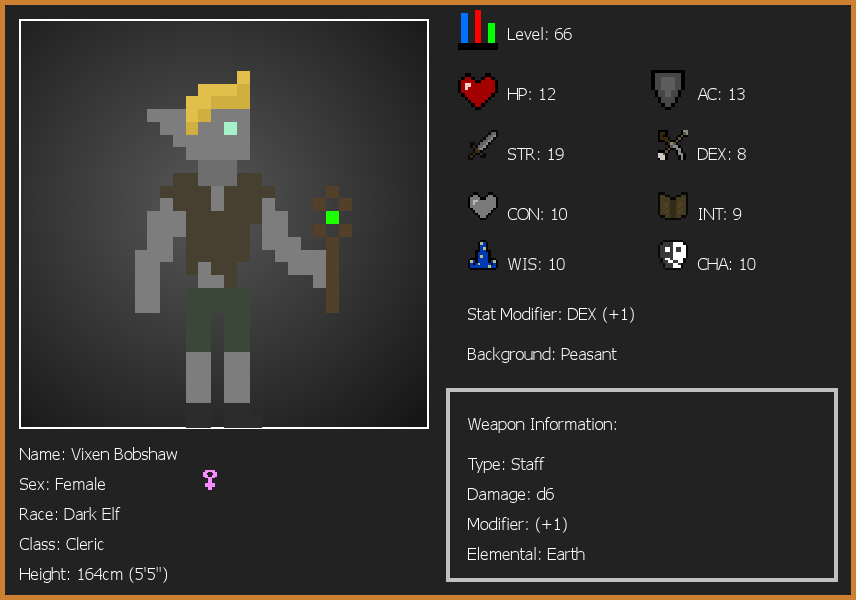 Level: 66
HP: 12
AC: 13
STR: 19
DEX: 8
CON: 10
INT: 9
WIS: 10
CHA: 10
Stat Modifier: DEX (+1)
Background: Peasant
Weapon Information:
Type: Staff
Damage: d6
Modifier: (+1)
Elemental: Earth
Name: Vixen Bobshaw
Sex: Female
Race: Dark Elf
Class: Cleric
Height: 164cm (5'5")